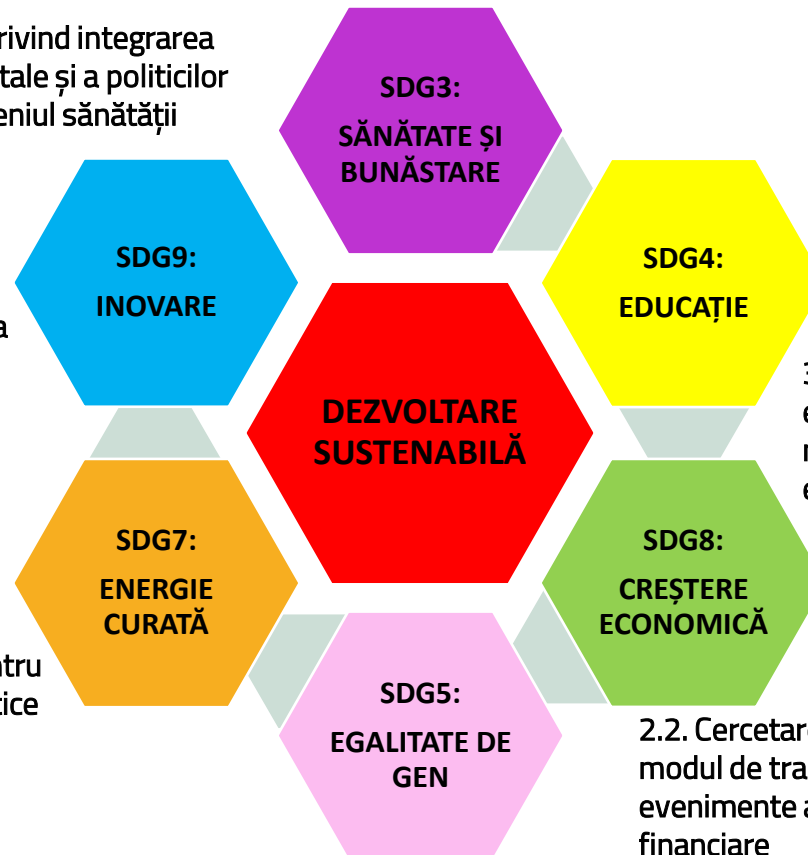 rivind integrarea
tale și a politicilor
eniul sănătății
SDG3:
SĂNĂTATE ȘI
BUNĂSTARE
SDG9:
INOVARE
SDG4:
EDUCAȚIE
a
DEZVOLTARE
SUSTENABILĂ
SDG7:
ENERGIE
CURATĂ
SDG8:
CREȘTERE
ECONOMICĂ
ntru
tice
SDG5:
EGALITATE DE
GEN
2.2. Cercetar
modul de tra
evenimente a
financiare